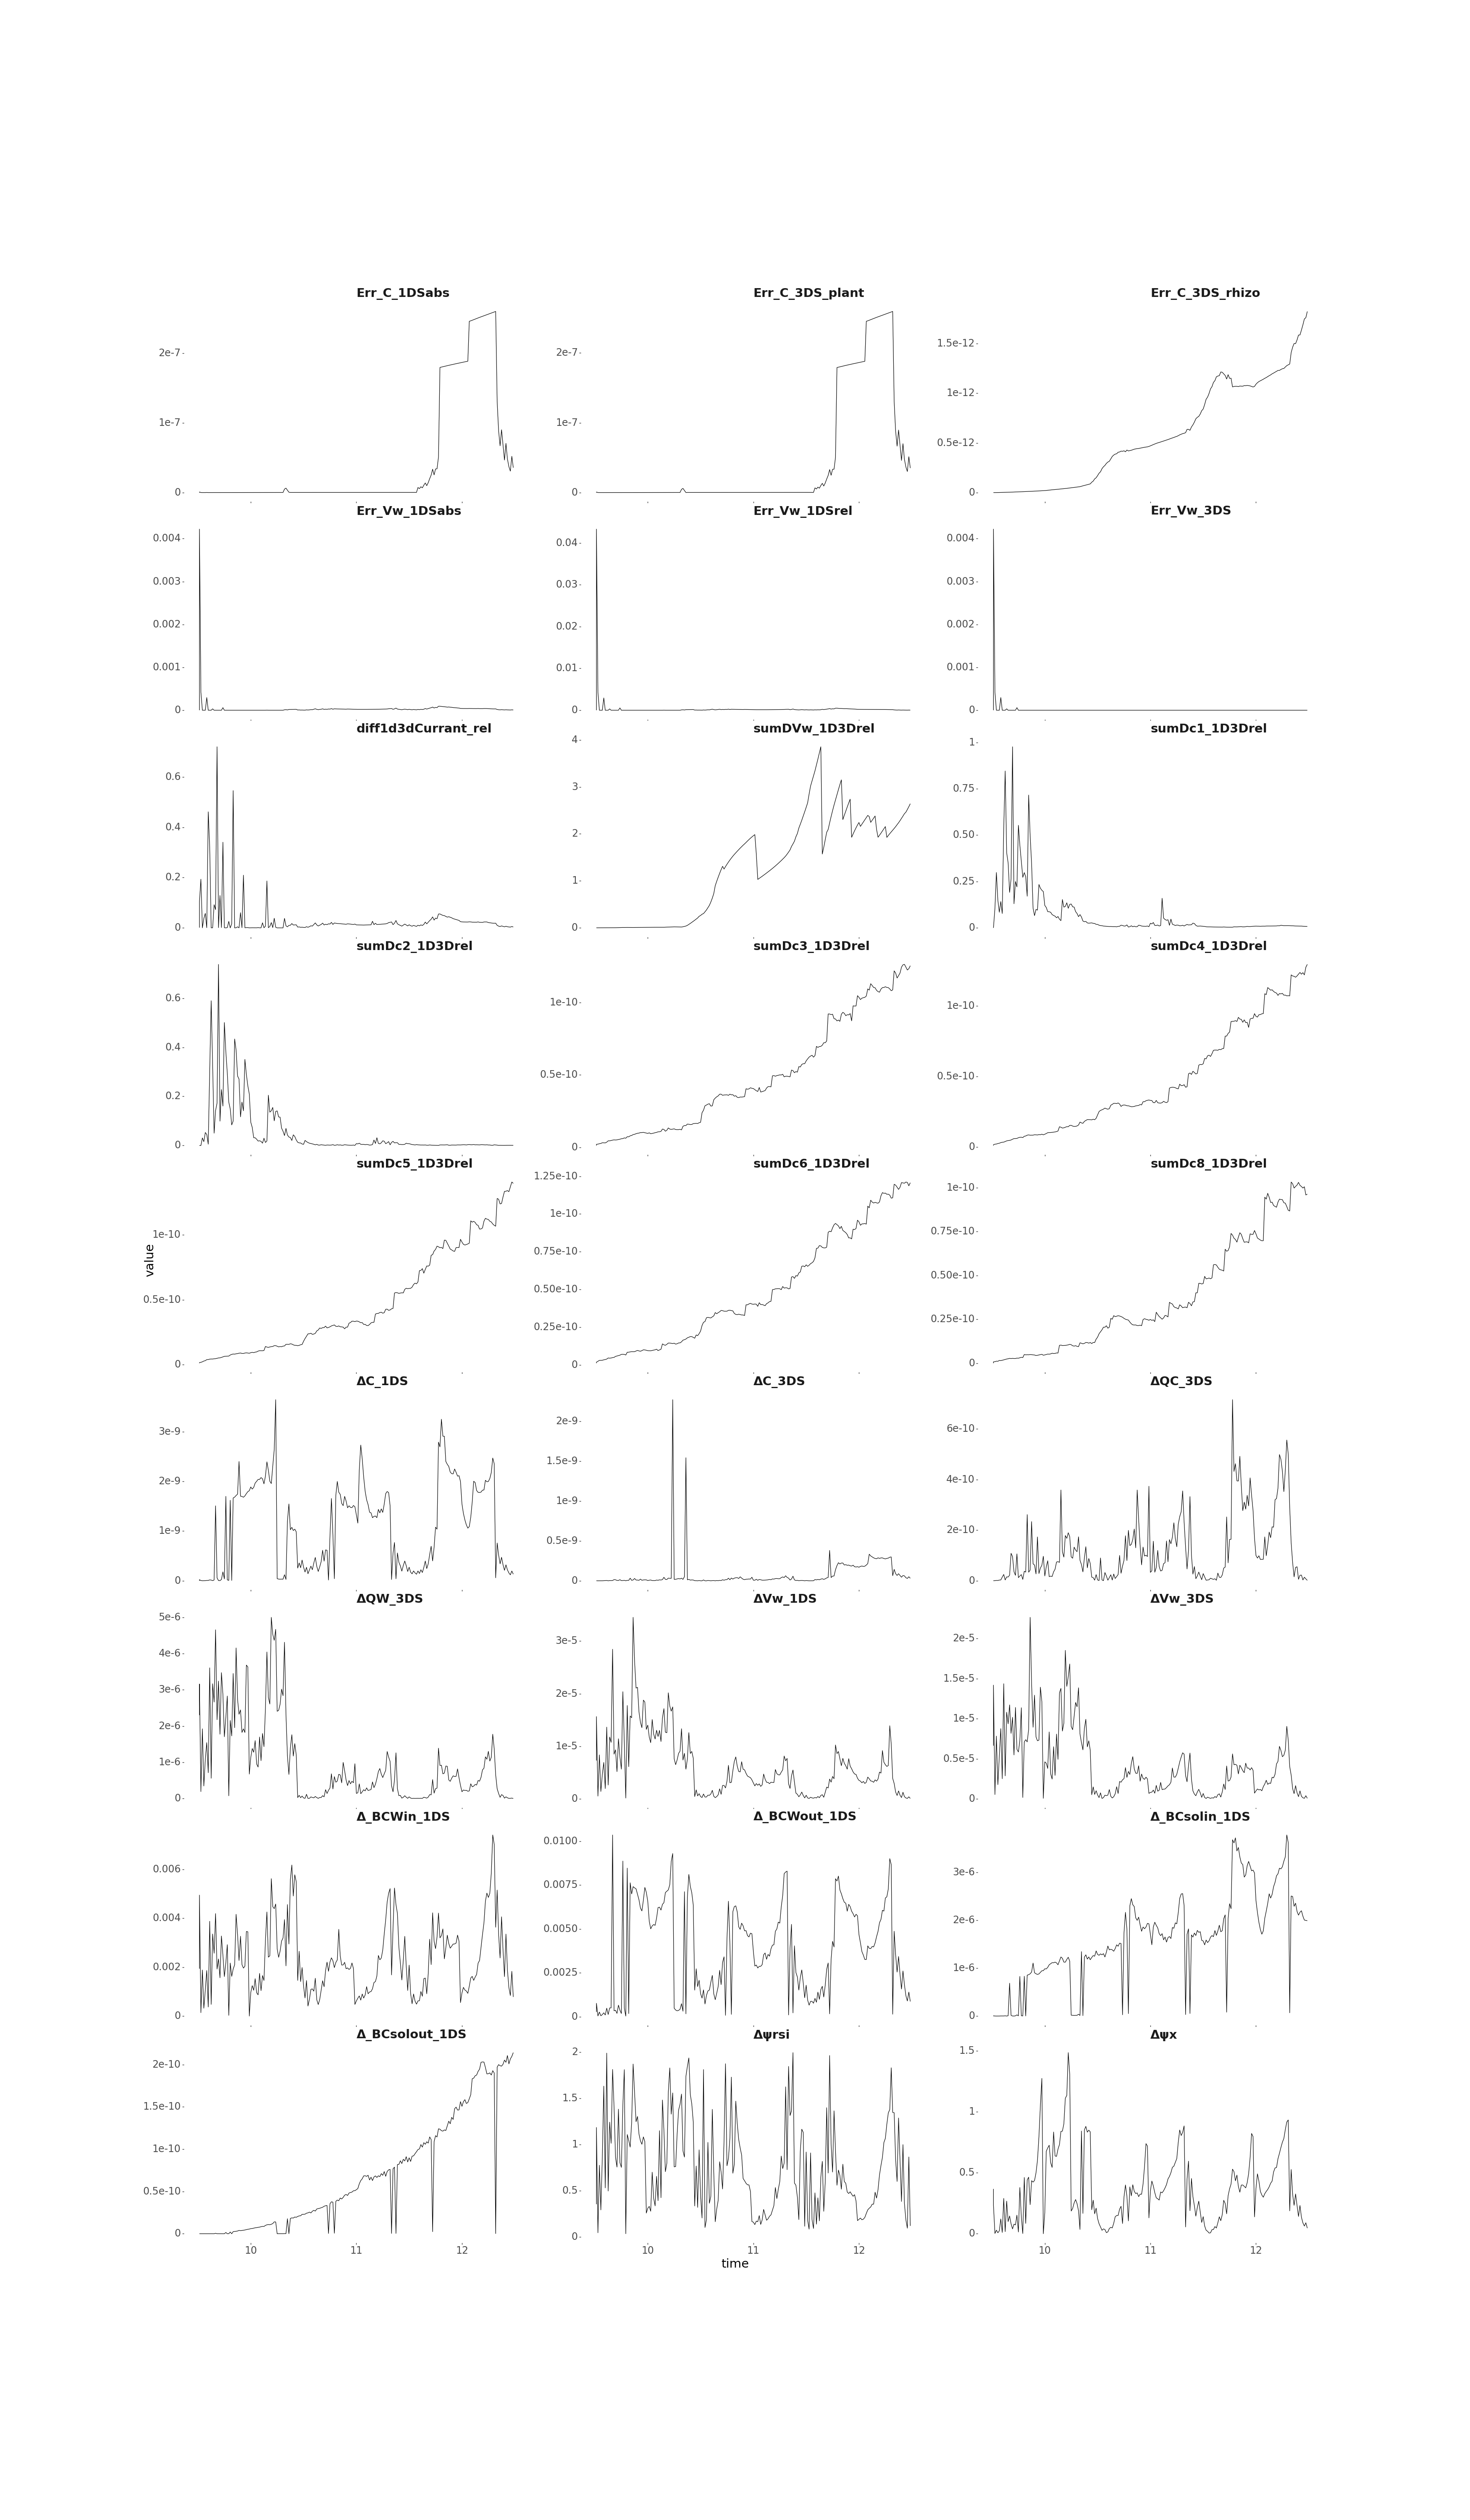 Err_C_1DSabs Err_C_3DS_plant Err_C_3DS_rhizo
2e-7 2e-7 1.5e-12
1e-12
1e-7 1e-7 0.5e-12
0 0 0
Err_Vw_1DSabs Err_Vw_1DSrel Err_Vw_3DS
0.004 0.04 0.004
0.003 0.03 0.003
0.002 0.02 0.002
0.001 0.01 0.001
0 0 0
diff1d3dCurrant_rel sumDVw_1D3Drel sumDc1_1D3Drel
0.6 4 1
0.4 3 0.75
2 0.50
0.2 1 0.25
0 0 0
sumDc2_1D3Drel sumDc3_1D3Drel sumDc4_1D3Drel
0.6 1e-10 1e-10
0.4
0.2 0.5e-10 0.5e-10
0 0 0
sumDc5_1D3Drel sumDc6_1D3Drel sumDc8_1D3Drel
1.25e-10 1e-10
1e-10 1e-10 0.75e-10
0.75e-10
value
0.5e-10 0.50e-10 0.50e-10
0.25e-10 0.25e-10
0 0 0
ΔC_1DS ΔC_3DS ΔQC_3DS
3e-9 2e-9 6e-10
2e-9 1.5e-9 4e-10
1e-9 1e-9 2e-10
0.5e-9
0 0 0
ΔQW_3DS ΔVw_1DS ΔVw_3DS
5e-6 3e-5 2e-5
4e-6
3e-6 2e-5 1.5e-5
2e-6 1e-5
1e-6 1e-5 0.5e-5
0 0 0
Δ_BCWin_1DS Δ_BCWout_1DS Δ_BCsolin_1DS
0.006 0.0100 3e-6
0.004 0.0075 2e-6
0.0050
0.002 0.0025 1e-6
0 0 0
Δ_BCsolout_1DS Δψrsi Δψx
2e-10 2 1.5
1.5e-10 1.5 1
1e-10 1
0.5e-10 0.5 0.5
0 0 0
10 11 12 10 11 12 10 11 12
time